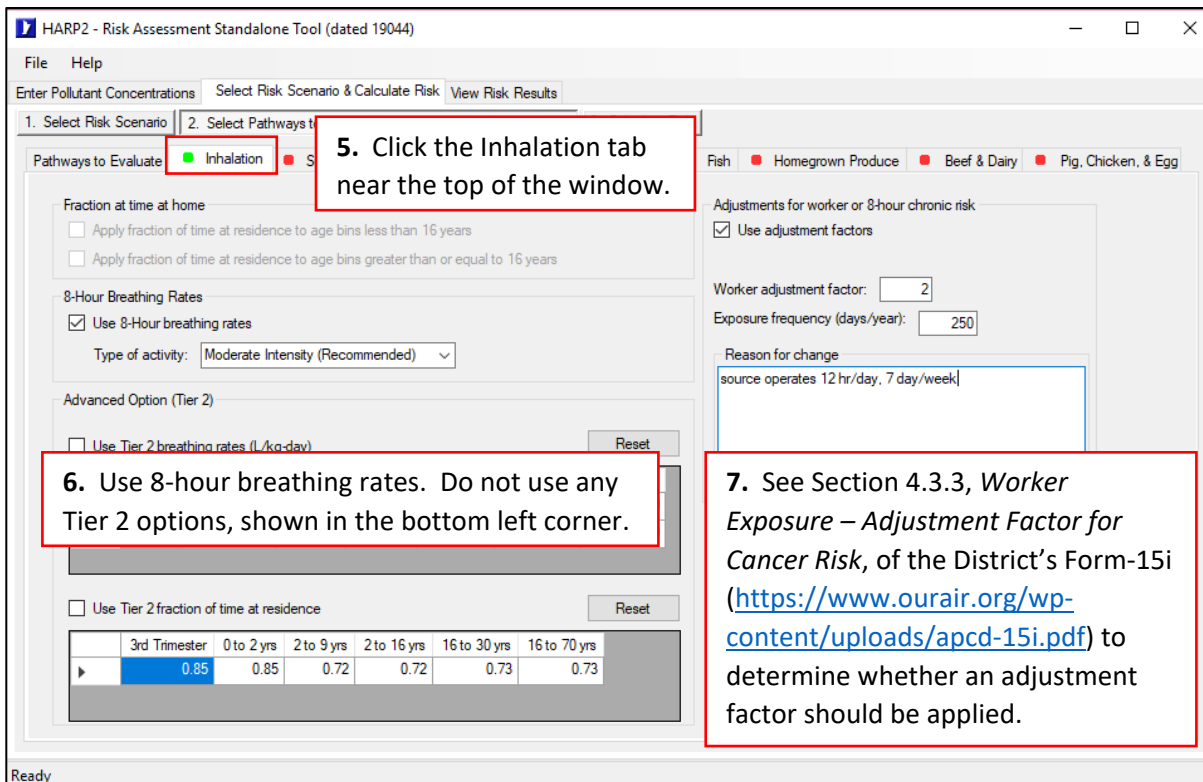 HARP2 - Risk Assessment Standalone Tool (dated 19044)
File Help
Enter Pollutant Concentrations Select Risk Scenario & Calculate Risk View Risk Results
1. Select Risk Scenario 2. Select Pathways
5. Click the Inhalation tab
near the top of the window.
Pathways to Evaluate Inhalation S Fish Homegrown Produce Beef & Dairy Pig, Chicken, & Egg
Fraction at time at home
Apply fraction of time at residence to age bins less than 16 years
Apply fraction of time at residence to age bins greater than or equal to 16 years
8-Hour Breathing Rates
Use 8-Hour breathing rates
Type of activity: Moderate Intensity (Recommended)
Adjustments for worker or 8-hour chronic risk
Use adjustment factors
Worker adjustment factor: 2
Exposure frequency (days/year): 250
Reason for change
source operates 12 hr/day, 7 day/week
Advanced Option (Tier 2)
Use Tier 2 breathing rates (L/kg-day) Reset
6. Use 8-hour breathing rates. Do not use any
Tier 2 options, shown in the bottom left corner.
7. See Section 4.3.3, Worker
Exposure – Adjustment Factor for
Cancer Risk, of the District’s Form-15i
(https://www.ourair.org/wp-
content/uploads/apcd-15i.pdf) to
determine whether an adjustment
factor should be applied.
Use Tier 2 fraction of time at residence Reset
3rd Trimester 0 to 2 yrs 2 to 9 yrs 2 to 16 yrs 16 to 30 yrs 16 to 70 yrs
0.85 0.85 0.72 0.72 0.73 0.73
Ready